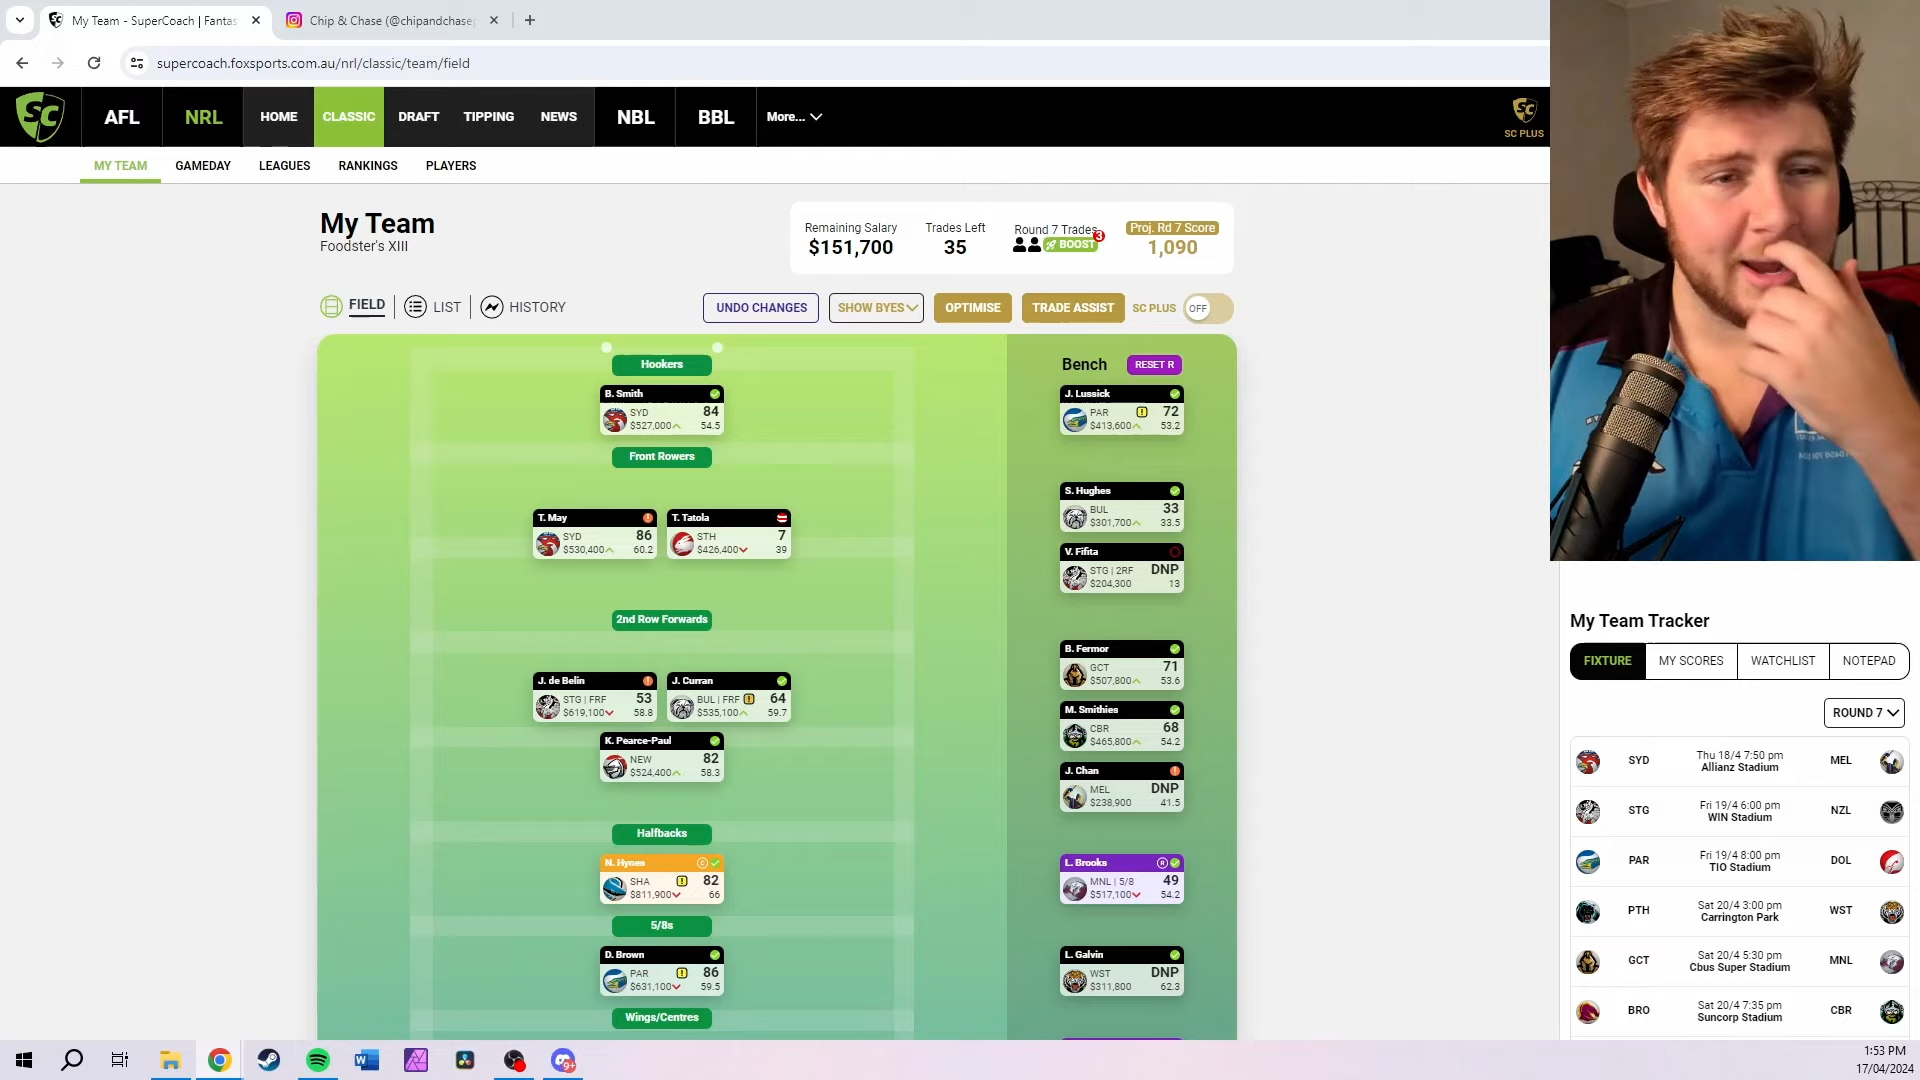 My Team - SuperCoach | Fantas
Chip & Chase (@chipandchasep
supercoach.foxsports.com.au/nrl/classic/team/field
SC
AFL
NRL
HOME
CLASSIC
DRAFT
TIPPING
NEWS
NBL
BBL
More...
SC PLUS
MY TEAM
GAMEDAY
LEAGUES
RANKINGS
PLAYERS
My Team
Foodster's XIII
Remaining Salary
$151,700
Trades Left
35
Round 7 Trades
BOOST
3
Proj. Rd 7 Score
1,090
FIELD
LIST
HISTORY
UNDO CHANGES
SHOW BYES
OPTIMISE
TRADE ASSIST
SC PLUS
OFF
Hookers
B. Smith
SYD 84
$527,000 54.5
Front Rowers
T. May
SYD 86
$530,400 60.2
T. Tatola
STH 7
$426,400 39
2nd Row Forwards
J. de Belin
STG | FRF 53
$619,100 58.8
J. Curran
BUL | FRF 64
$535,100 59.7
K. Pearce-Paul
NEW 82
$524,400 58.3
Halfbacks
N. Hynes C
SHA 82
$811,900 66
5/8s
D. Brown
PAR 86
$631,100 59.5
Wings/Centres
Bench
RESET R
J. Lussick
PAR 72
$413,600 53.2
S. Hughes
BUL 33
$301,700 33.5
V. Fifita
STG | 2RF DNP
$204,300 13
B. Fermor
GCT 71
$507,800 53.6
M. Smithies
CBR 68
$465,800 54.2
J. Chan
MEL DNP
$238,900 41.5
L. Brooks R
MNL | 5/8 49
$517,100 54.2
L. Galvin
WST DNP
$311,800 62.3
My Team Tracker
FIXTURE
MY SCORES
WATCHLIST
NOTEPAD
ROUND 7
SYD Thu 18/4 7:50 pm MEL
Allianz Stadium
STG Fri 19/4 6:00 pm NZL
WIN Stadium
PAR Fri 19/4 8:00 pm DOL
TIO Stadium
PTH Sat 20/4 3:00 pm WST
Carrington Park
GCT Sat 20/4 5:30 pm MNL
Cbus Super Stadium
BRO Sat 20/4 7:35 pm CBR
Suncorp Stadium
9+
1:53 PM
17/04/2024